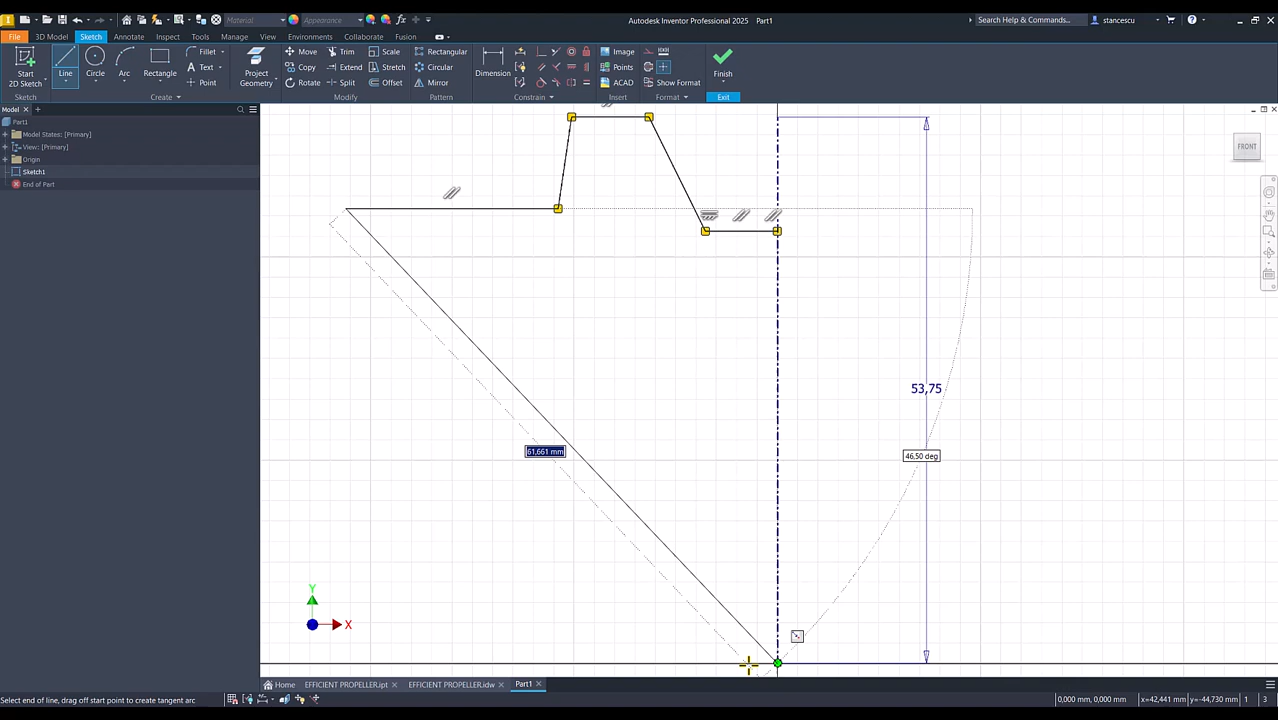 Material
Appearance
Autodesk Inventor Professional 2025 Part1
Search Help & Commands...
stancescu
File
3D Model
Sketch
Annotate
Inspect
Tools
Manage
View
Environments
Collaborate
Fusion
Start
2D Sketch
Line
Circle
Arc
Rectangle
Fillet
Text
Point
Project
Geometry
Move
Copy
Rotate
Trim
Extend
Split
Scale
Stretch
Offset
Rectangular
Circular
Mirror
Dimension
Image
Points
ACAD
Show Format
Finish
Sketch
Create
Modify
Pattern
Constrain
Insert
Format
Exit
Model
Part1
Model States: [Primary]
View: [Primary]
Origin
Sketch1
End of Part
FRONT
53,75
61,661 mm
46,50 deg
Y
X
Home
EFFICIENT PROPELLER.ipt
EFFICIENT PROPELLER.idw
Part1
Select end of line, drag off start point to create tangent arc
0,000 mm, 0,000 mm
x=42,441 mm
y=-44,730 mm
1
3